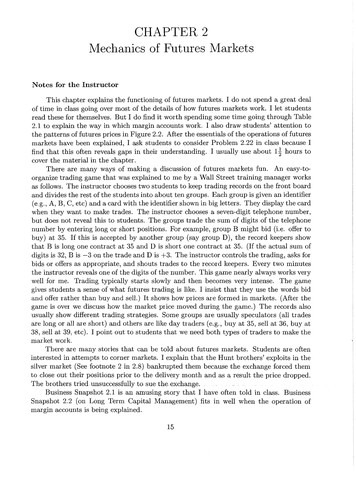 CHAPTER 2
Mechanics of Futures Markets
Notes for the Instructor
This chapter explains the functioning of futures markets. I do not spend a great deal
of time in class going over most of the details of how futures markets work. I let students
read these for themselves. But I do find it worth spending some time going through Table
2.1 to explain the way in which margin accounts work. I also draw students' attention to
the patterns of futures prices in Figure 2.2. After the essentials of the operations of futures
markets have been explained, I ask students to consider Problem 2.22 in class because I
find that this often reveals gaps in their understanding. I usually use about 1½ hours to
cover the material in the chapter.
There are many ways of making a discussion of futures markets fun. An easy-to-
organize trading game that was explained to me by a Wall Street training manager works
as follows. The instructor chooses two students to keep trading records on the front board
and divides the rest of the students into about ten groups. Each group is given an identifier
(e.g., A, B, C, etc) and a card with the identifier shown in big letters. They display the card
when they want to make trades. The instructor chooses a seven-digit telephone number,
but does not reveal this to students. The groups trade the sum of digits of the telephone
number by entering long or short positions. For example, group B might bid (i.e. offer to
buy) at 35. If this is accepted by another group (say group D), the record keepers show
that B is long one contract at 35 and D is short one contract at 35. (If the actual sum of
digits is 32, B is −3 on the trade and D is +3. The instructor controls the trading, asks for
bids or offers as appropriate, and shouts trades to the record keepers. Every two minutes
the instructor reveals one of the digits of the number. This game nearly always works very
well for me. Trading typically starts slowly and then becomes very intense. The game
gives students a sense of what futures trading is like. I insist that they use the words bid
and offer rather than buy and sell.) It shows how prices are formed in markets. (After the
game is over we discuss how the market price moved during the game.) The records also
usually show different trading strategies. Some groups are usually speculators (all trades
are long or all are short) and others are like day traders (e.g., buy at 35, sell at 36, buy at
38, sell at 39, etc). I point out to students that we need both types of traders to make the
market work.
There are many stories that can be told about futures markets. Students are often
interested in attempts to corner markets. I explain that the Hunt brothers' exploits in the
silver market (See footnote 2 in 2.8) bankrupted them because the exchange forced them
to close out their positions prior to the delivery month and as a result the price dropped.
The brothers tried unsuccessfully to sue the exchange.
Business Snapshot 2.1 is an amusing story that I have often told in class. Business
Snapshot 2.2 (on Long Term Capital Management) fits in well when the operation of
margin accounts is being explained.
15